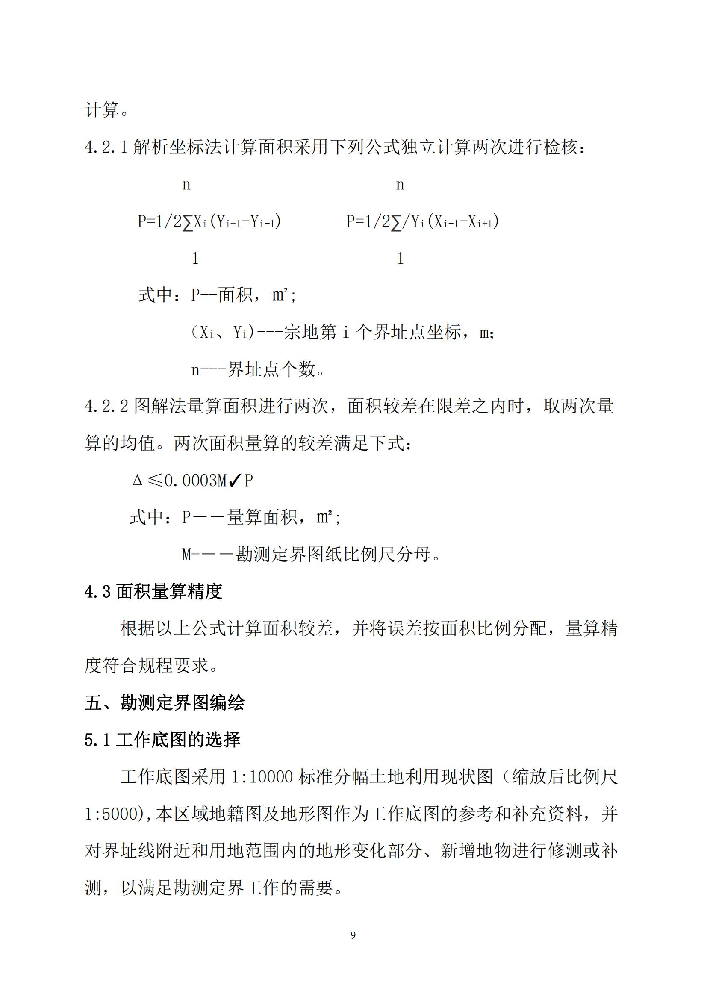 计算。
4.2.1 解析坐标法计算面积采用下列公式独立计算两次进行检核：
n n
P=1/2∑Xi(Yi+1-Yi-1) P=1/2∑/Yi(Xi-1-Xi+1)
1 1
式中：P--面积，㎡;
（Xi、Yi)---宗地第 i 个界址点坐标，m；
n---界址点个数。
4.2.2 图解法量算面积进行两次，面积较差在限差之内时，取两次量
算的均值。两次面积量算的较差满足下式：
Δ≤0.0003M✓P
式中：P－－量算面积，㎡;
M-－－勘测定界图纸比例尺分母。
4.3 面积量算精度
根据以上公式计算面积较差，并将误差按面积比例分配，量算精
度符合规程要求。
五、勘测定界图编绘
5.1 工作底图的选择
工作底图采用 1:10000 标准分幅土地利用现状图（缩放后比例尺
1:5000),本区域地籍图及地形图作为工作底图的参考和补充资料，并
对界址线附近和用地范围内的地形变化部分、新增地物进行修测或补
测，以满足勘测定界工作的需要。
9